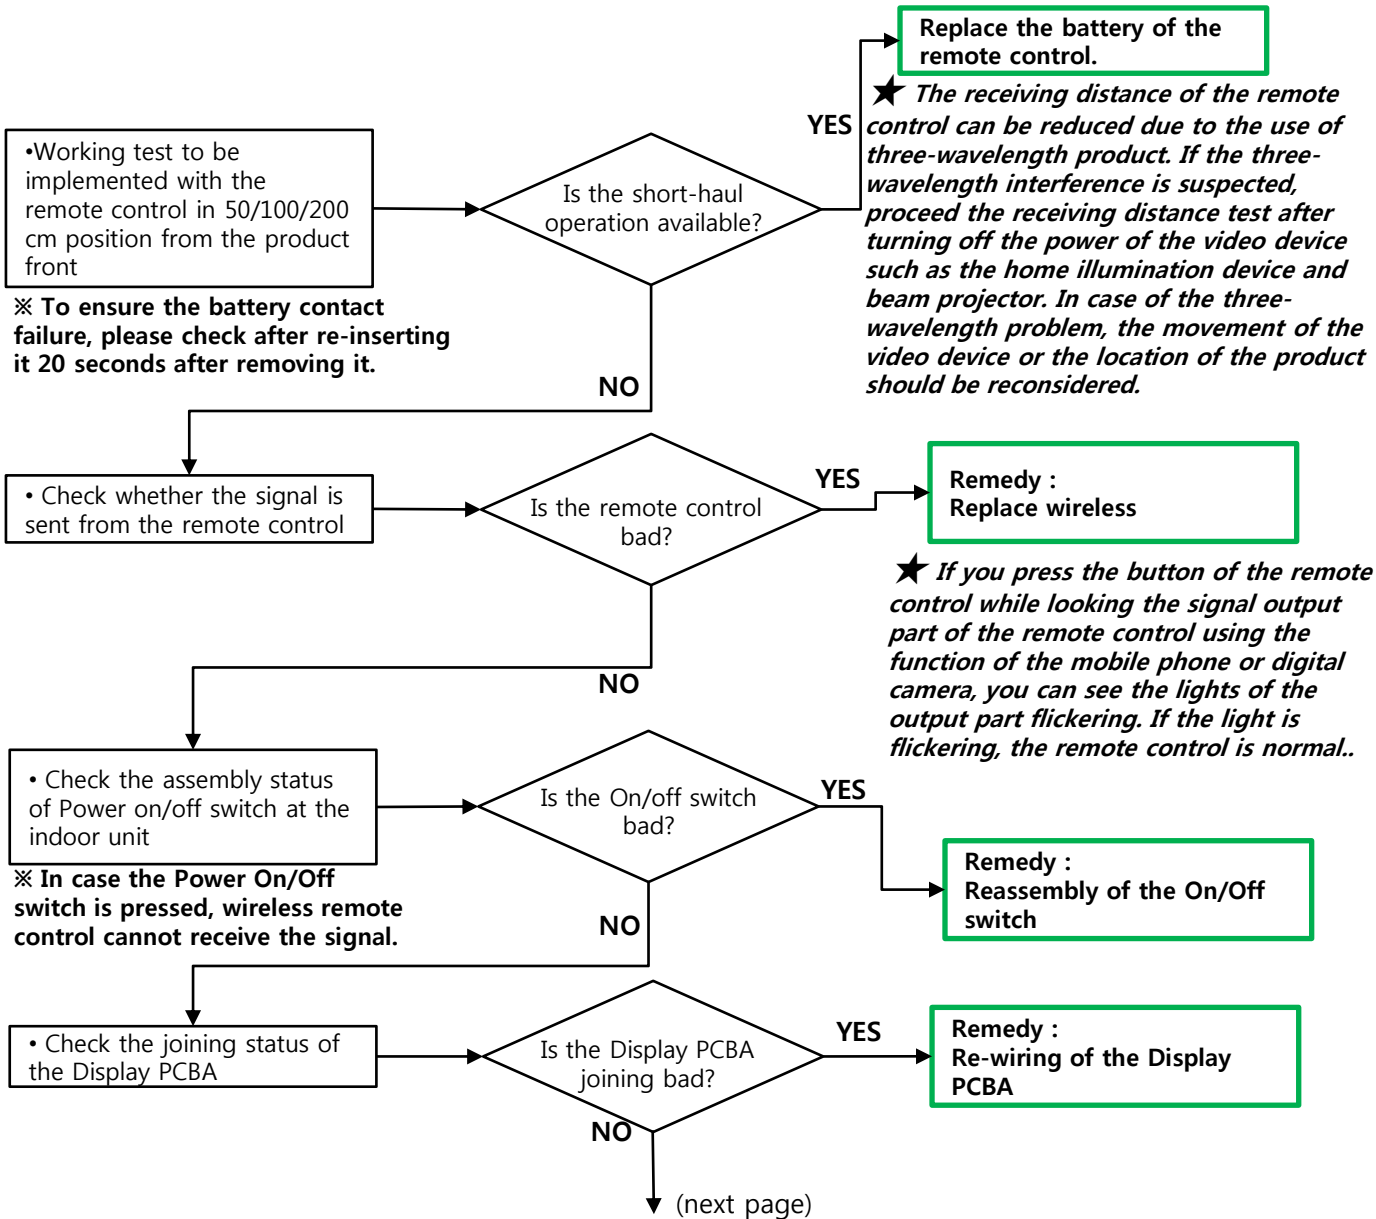 Replace the battery of the
remote control.
★ The receiving distance of the remote
control can be reduced due to the use of
three-wavelength product. If the three-
wavelength interference is suspected,
proceed the receiving distance test after
turning off the power of the video device
such as the home illumination device and
beam projector. In case of the three-
wavelength problem, the movement of the
video device or the location of the product
should be reconsidered.
YES
•Working test to be
implemented with the
remote control in 50/100/200
cm position from the product
front
Is the short-haul
operation available?
※ To ensure the battery contact
failure, please check after re-inserting
it 20 seconds after removing it.
NO
• Check whether the signal is
sent from the remote control
Is the remote control
bad?
YES
Remedy :
Replace wireless
★ If you press the button of the remote
control while looking the signal output
part of the remote control using the
function of the mobile phone or digital
camera, you can see the lights of the
output part flickering. If the light is
flickering, the remote control is normal..
NO
• Check the assembly status
of Power on/off switch at the
indoor unit
Is the On/off switch
bad?
YES
Remedy :
Reassembly of the On/Off
switch
※ In case the Power On/Off
switch is pressed, wireless remote
control cannot receive the signal.
NO
• Check the joining status of
the Display PCBA
Is the Display PCBA
joining bad?
YES
Remedy :
Re-wiring of the Display
PCBA
NO
(next page)